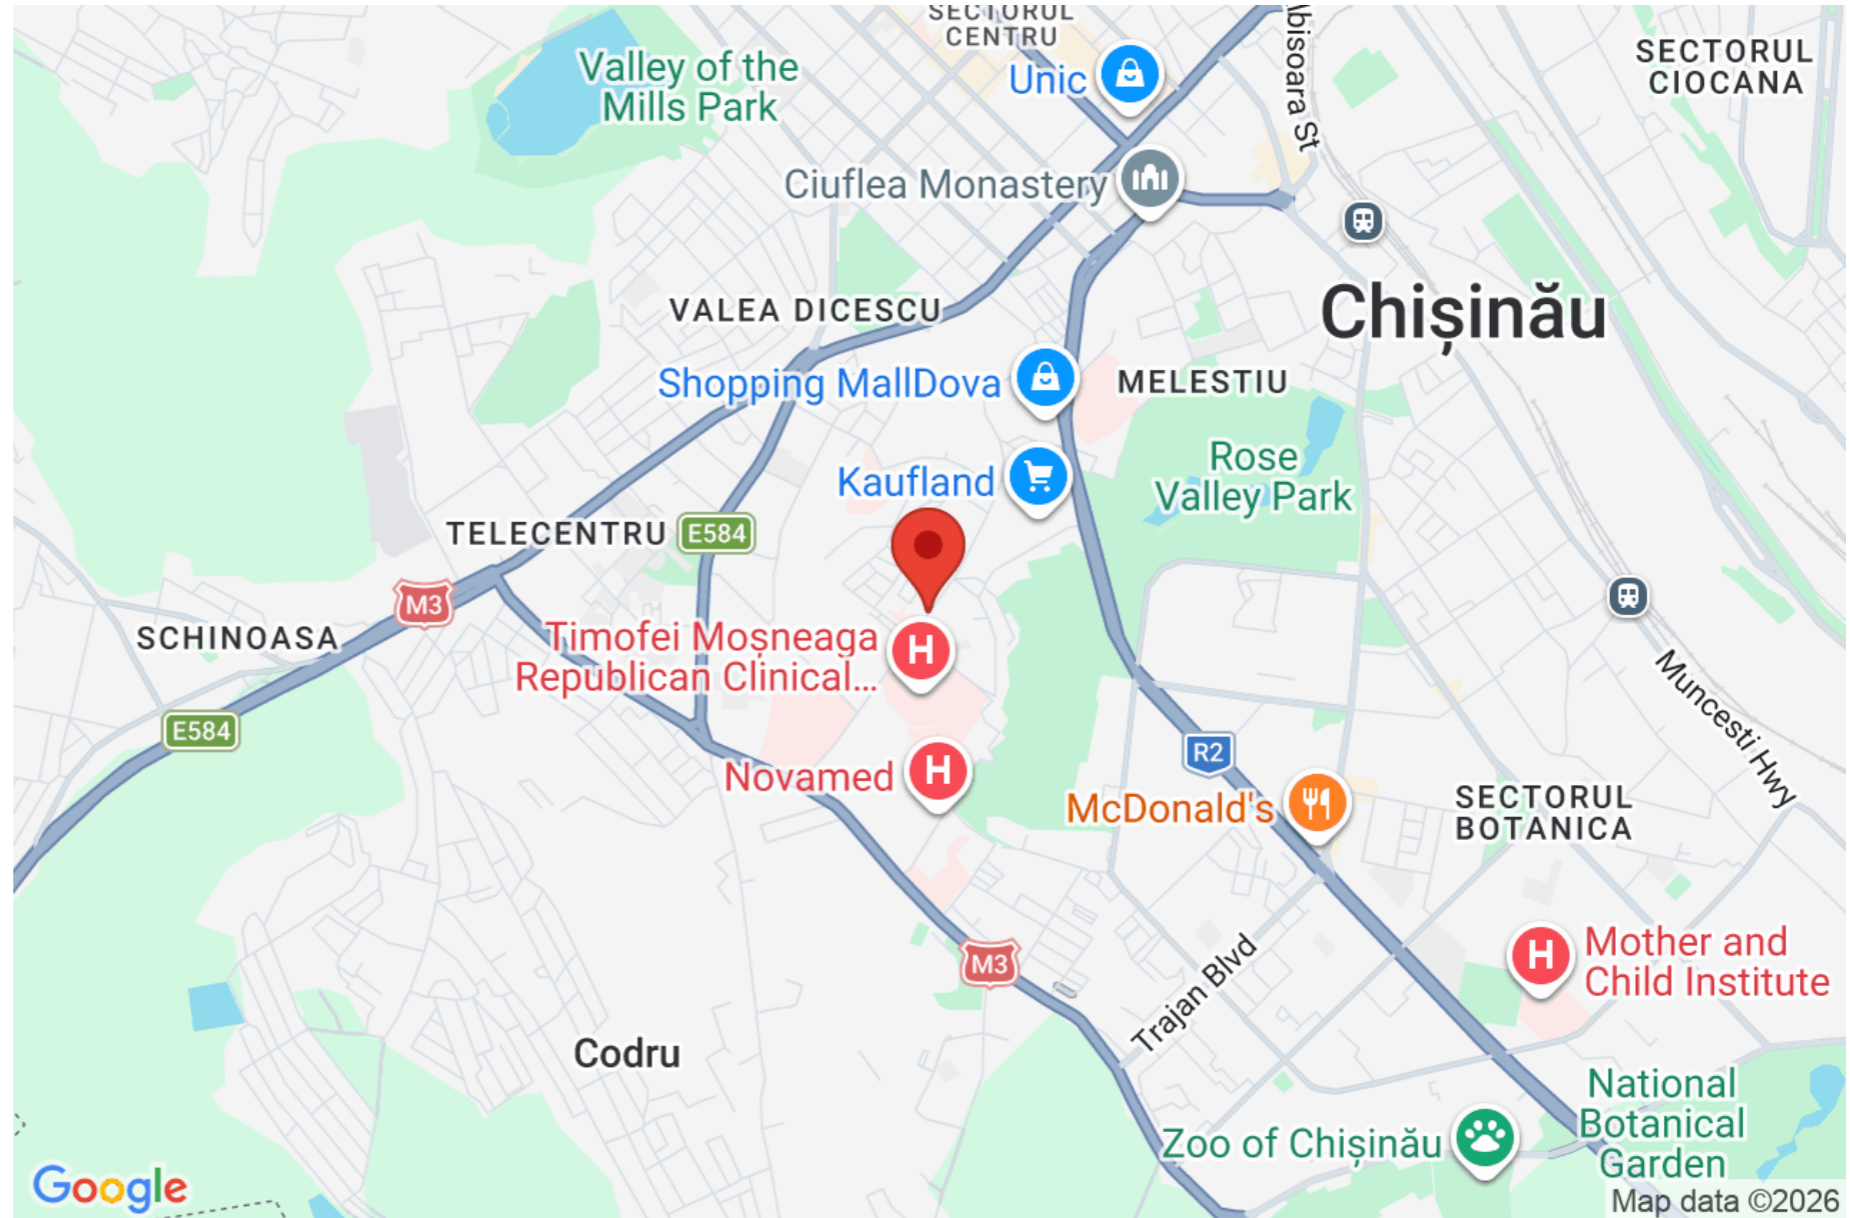 SECTORUL
CENTRU
Unic
Abisoara St
SECTORUL
CIOCANA
Valley of the
Mills Park
Ciuflea Monastery
VALEA DICESCU
Chișinău
Shopping MallDova
MELESTIU
Kaufland
Rose
Valley Park
TELECENTRU
E584
M3
SCHINOASA
Timofei Moșneaga
Republican Clinical...
E584
Novamed
R2
McDonald's
Muncesti Hwy
SECTORUL
BOTANICA
Mother and
Child Institute
M3
Trajan Blvd
Codru
National
Botanical
Garden
Zoo of Chișinău
Google
Map data ©2026